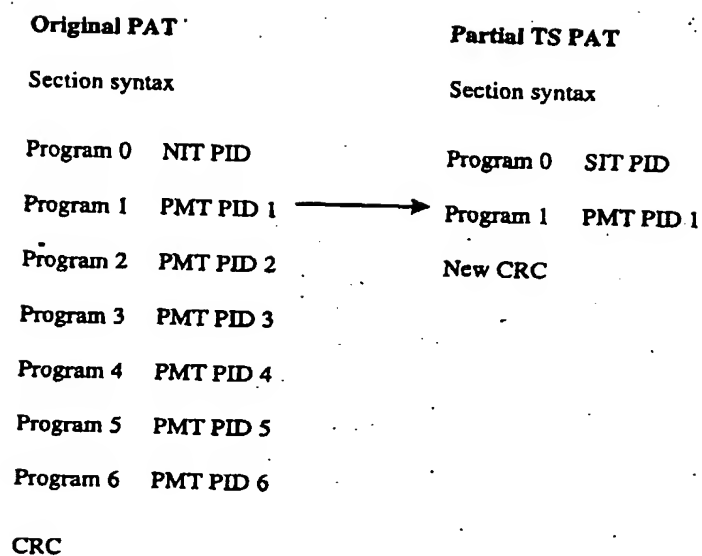 Original PAT
Section syntax
Program 0 NIT PID
Program 1 PMT PID 1
Program 2 PMT PID 2
Program 3 PMT PID 3
Program 4 PMT PID 4
Program 5 PMT PID 5
Program 6 PMT PID 6
CRC
Partial TS PAT
Section syntax
Program 0 SIT PID
Program 1 PMT PID 1
New CRC